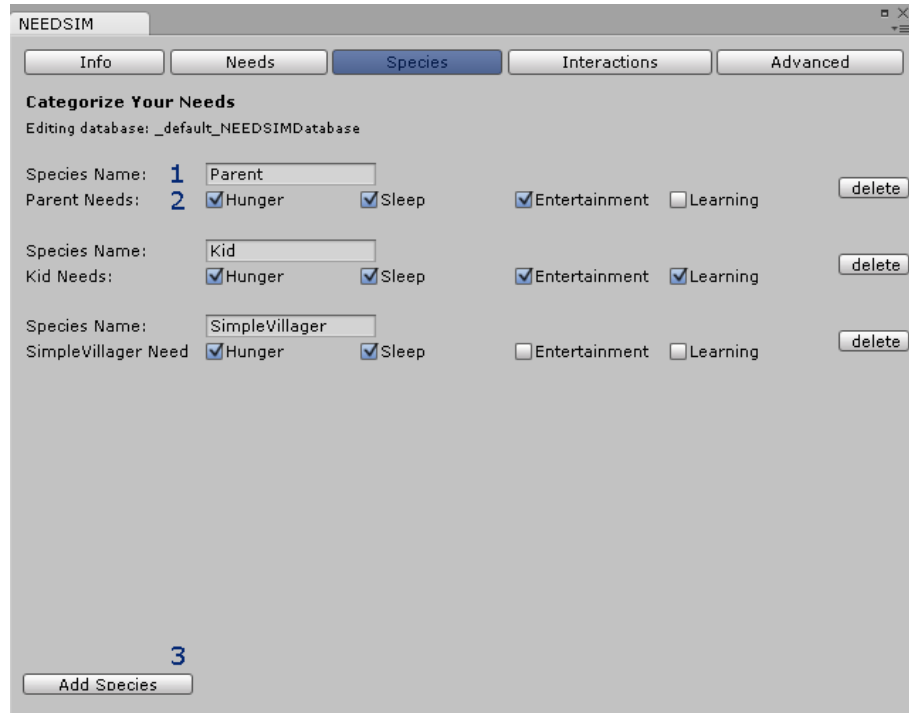 NEEDSIM
Info Needs Species Interactions Advanced
Categorize Your Needs
Editing database: _default_NEEDSIMDatabase
Species Name: 1 Parent
delete
Parent Needs: 2 Hunger Sleep Entertainment Learning
Species Name: Kid
delete
Kid Needs: Hunger Sleep Entertainment Learning
Species Name: SimpleVillager
delete
SimpleVillager Need Hunger Sleep Entertainment Learning
3
Add Species